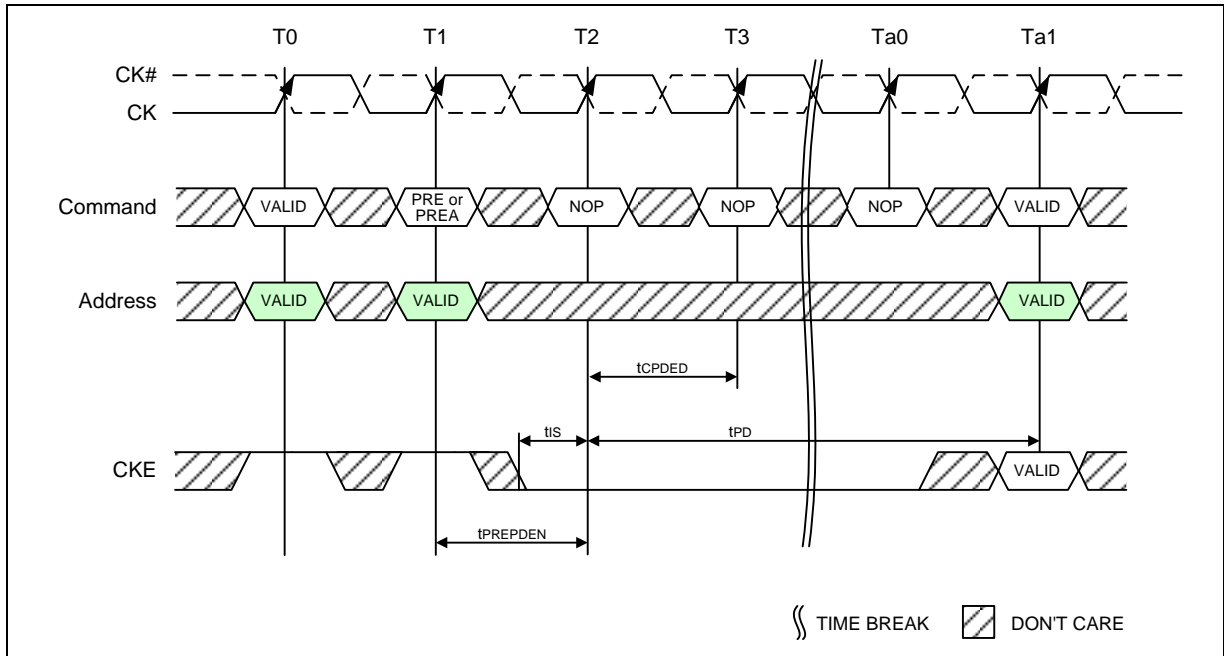 T0 T1 T2 T3 Ta0 Ta1
CK#
CK
Command VALID PRE or PREA NOP NOP NOP VALID
Address VALID VALID VALID
tCPDED
tIS tPD
CKE VALID
tPREPDEN
TIME BREAK DON'T CARE